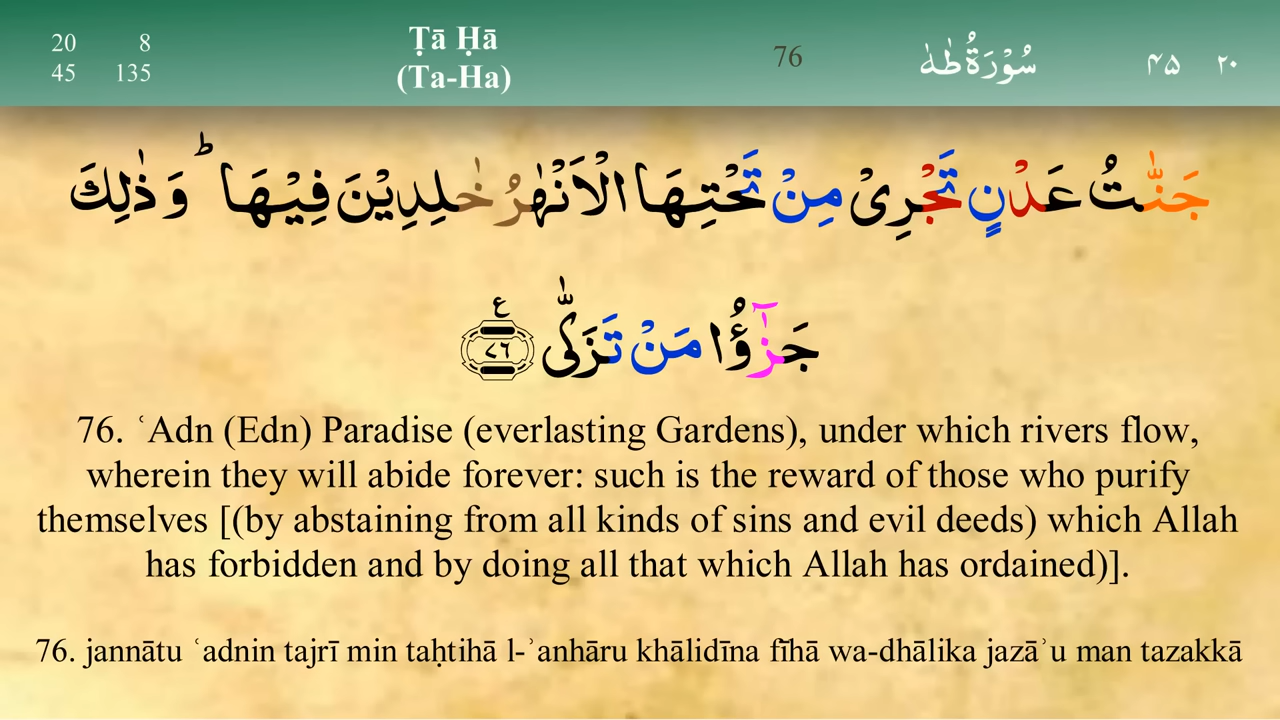 20 8
45 135
Ṭā Ḥā
(Ta-Ha)
76
سُوْرَةُ طٰهٰ
۴۵ ۲۰
جَنّٰتُ عَدْنٍ تَجْرِیْ مِنْ تَحْتِهَا الْاَنْهٰرُ خٰلِدِیْنَ فِیْهَا ؕ وَذٰلِكَ
جَزٰٓؤُا مَنْ تَزَكّٰی ۧ ﴿٧٦﴾
76. ʿAdn (Edn) Paradise (everlasting Gardens), under which rivers flow,
wherein they will abide forever: such is the reward of those who purify
themselves [(by abstaining from all kinds of sins and evil deeds) which Allah
has forbidden and by doing all that which Allah has ordained)].
76. jannātu ʿadnin tajrī min taḥtihā l-ʾanhāru khālidīna fīhā wa-dhālika jazāʾu man tazakkā